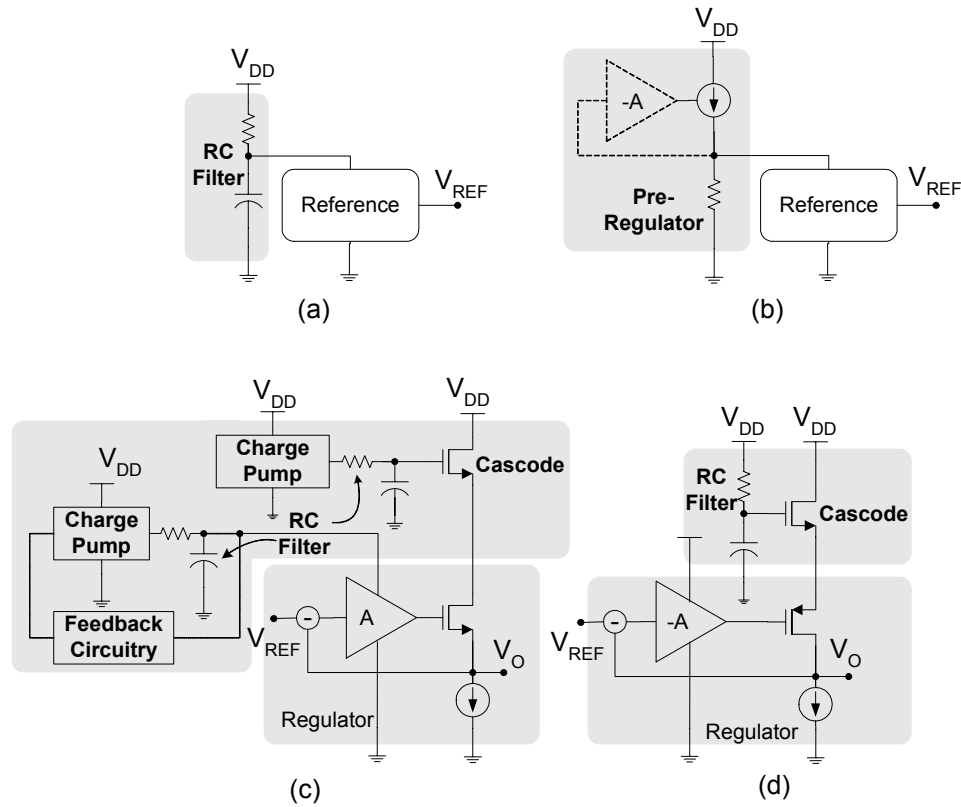 V_DD
RC
Filter
Reference
V_REF
(a)
V_DD
-A
Pre-
Regulator
Reference
V_REF
(b)
V_DD
Charge
Pump
Cascode
V_DD
V_DD
Charge
Pump
RC
Filter
Feedback
Circuitry
V_REF
-
A
V_O
Regulator
(c)
V_DD
V_DD
RC
Filter
Cascode
V_REF
-
-A
V_O
Regulator
(d)